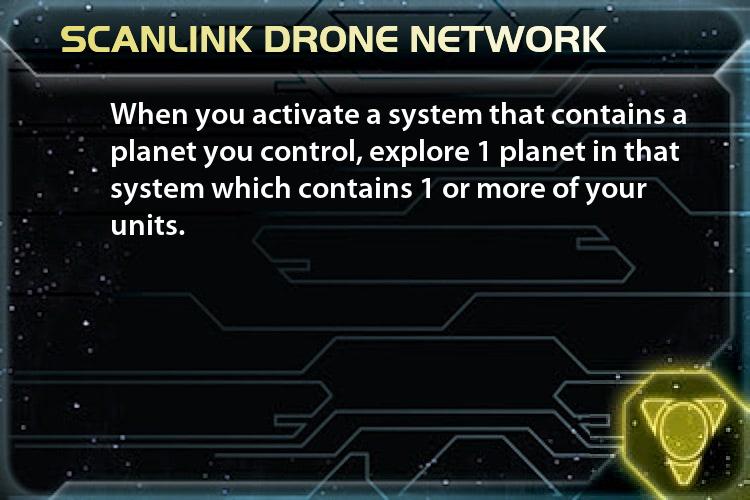 SCANLINK DRONE NETWORK
When you activate a system that contains a
planet you control, explore 1 planet in that
system which contains 1 or more of your
units.